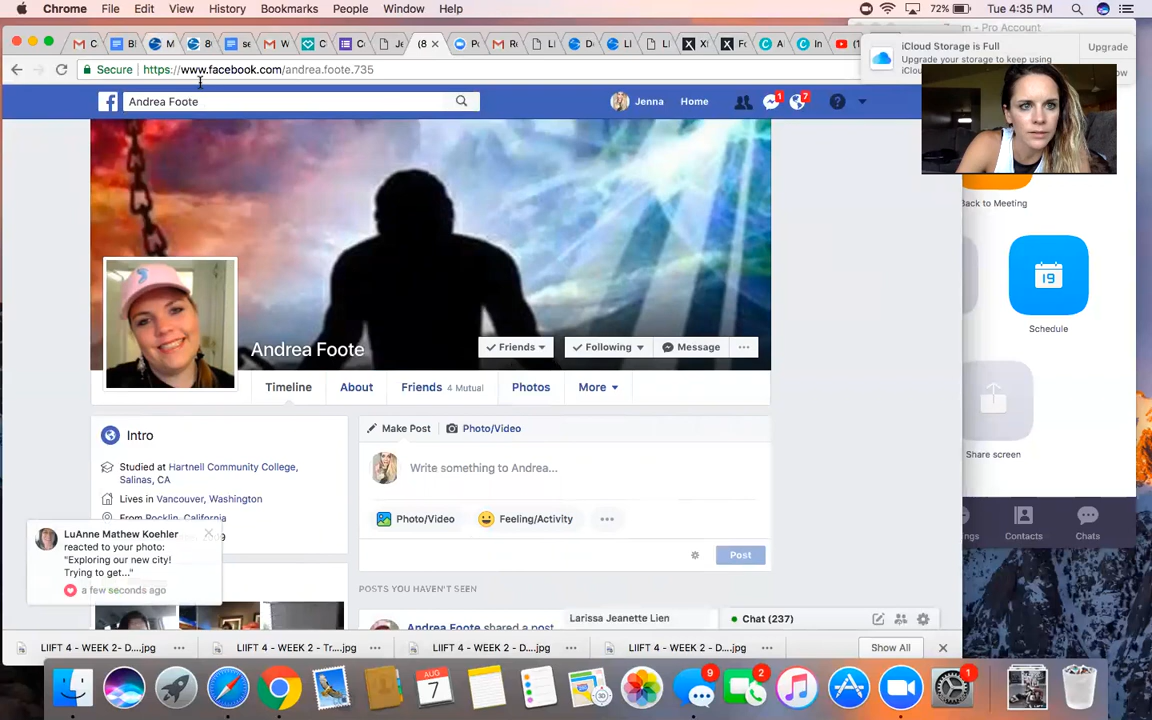 Chrome File Edit View History Bookmarks People Window Help
72% Tue 4:35 PM
Pro Account
iCloud Storage is Full
Upgrade your storage to keep using
Upgrade
Secure https://www.facebook.com/andrea.foote.735
Andrea Foote
Jenna Home 1 7
Back to Meeting
19
Schedule
Andrea Foote
Friends Following Message
Timeline About Friends 4 Mutual Photos More
Intro
Make Post Photo/Video
Studied at Hartnell Community College,
Salinas, CA
Write something to Andrea...
Share screen
Lives in Vancouver, Washington
From Rocklin, California
Photo/Video Feeling/Activity
Contacts Chats
LuAnne Mathew Koehler
reacted to your photo:
"Exploring our new city!
Trying to get..."
a few seconds ago
Post
POSTS YOU HAVEN'T SEEN
Larissa Jeanette Lien
Chat (237)
Andrea Foote shared a post
LIIFT 4 - WEEK 2- D....jpg LIIFT 4 - WEEK 2 - Tr....jpg LIIFT 4 - WEEK 2 - D....jpg LIIFT 4 - WEEK 2 - D....jpg Show All
AUG
7
9 2 1